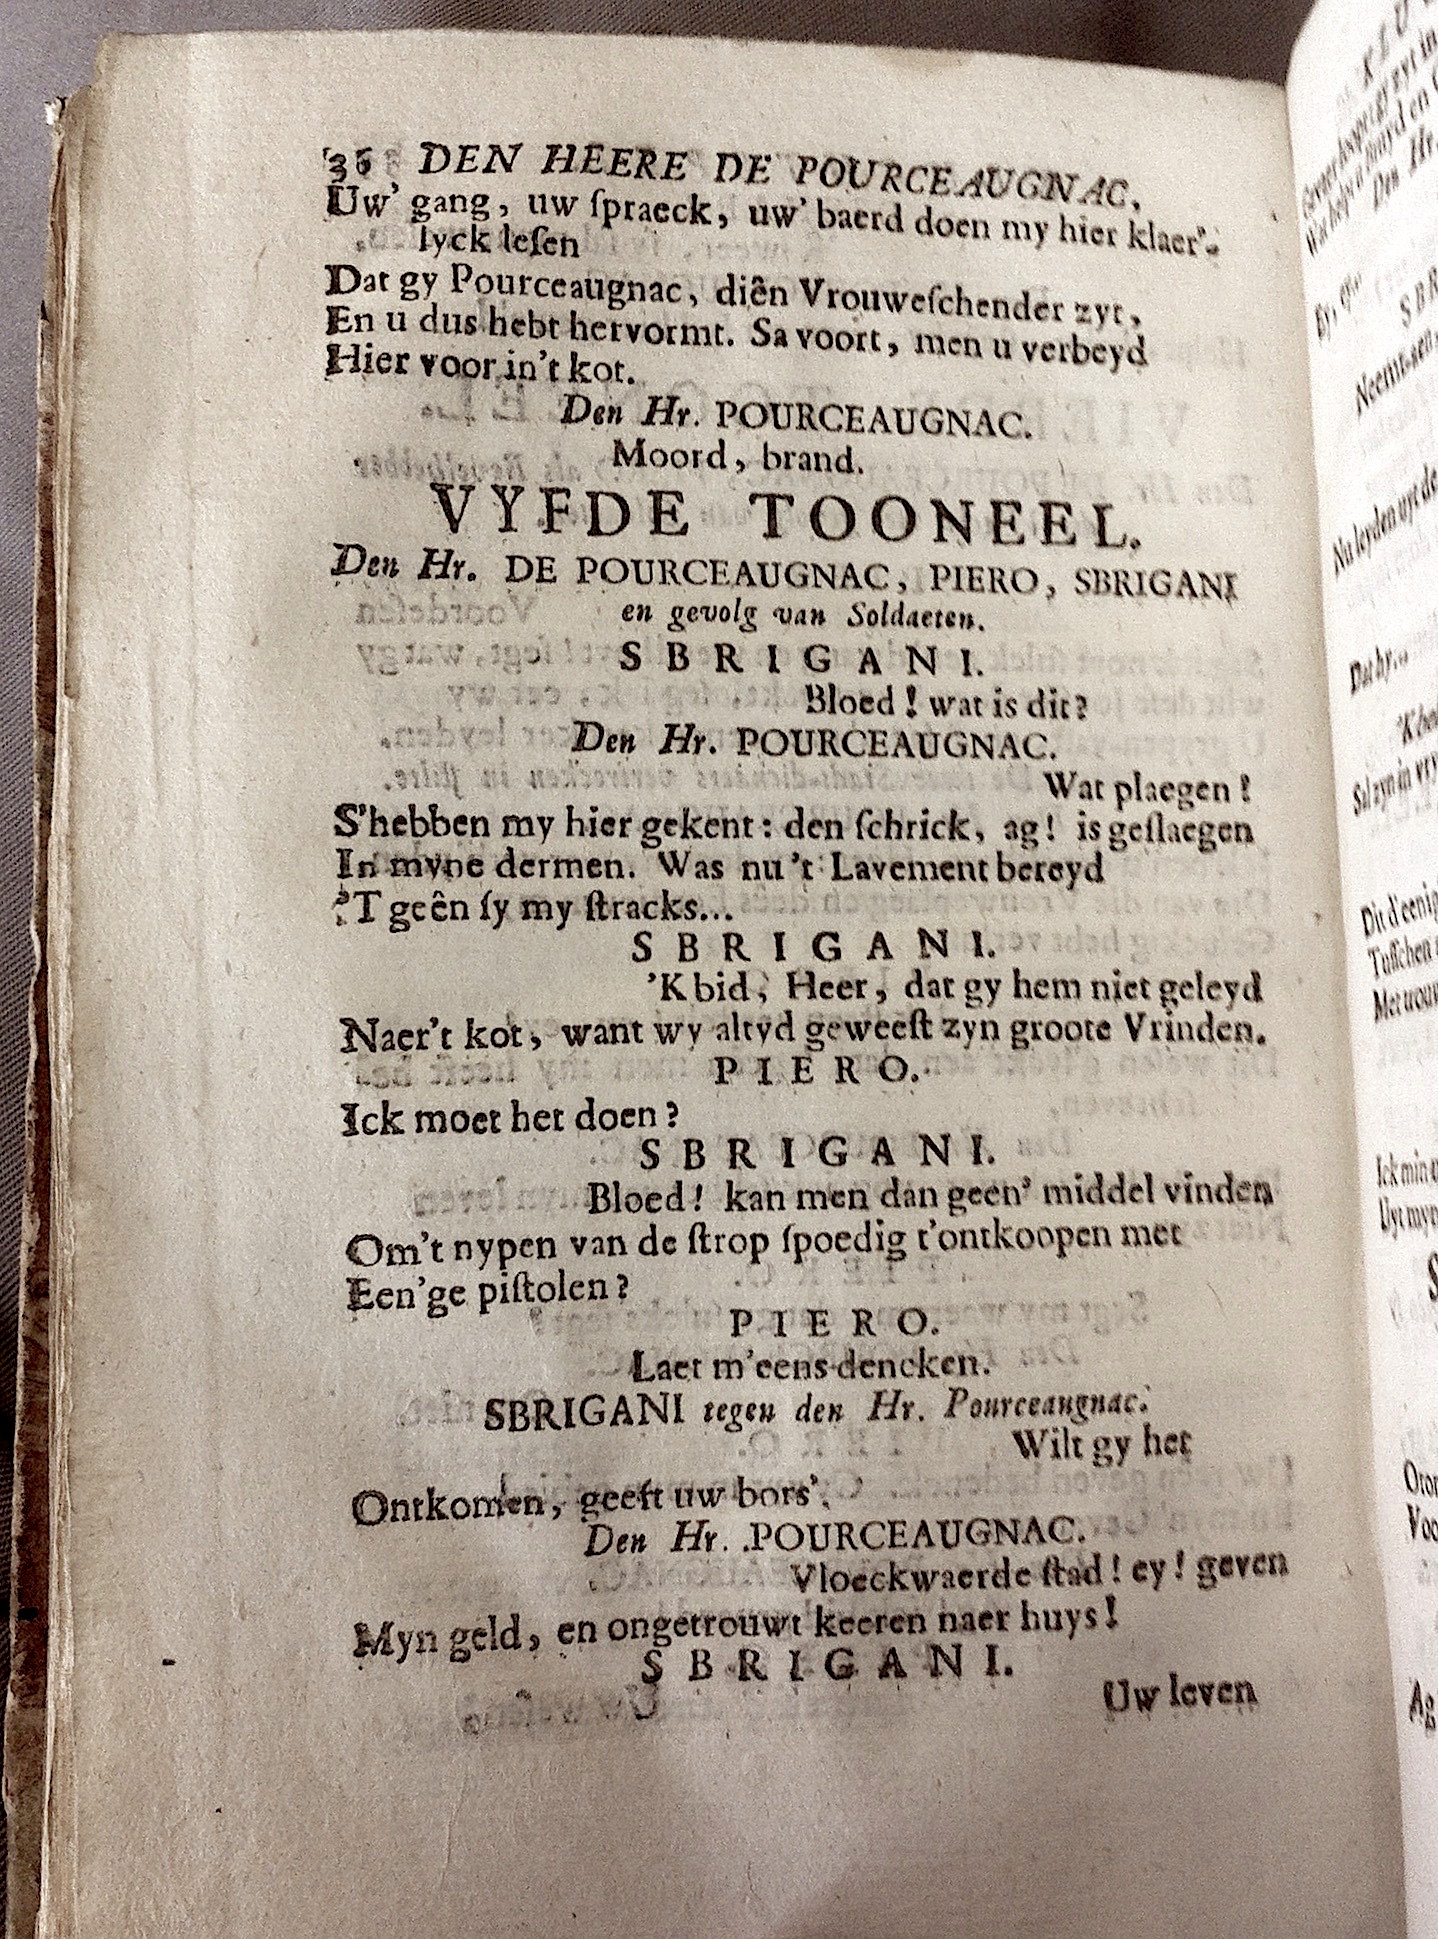 36 DEN HEERE DE POURCEAUGNAC,
Uw' gang, uw ſpraeck, uw' baerd doen my hier klaer'-
lyck leſen
Dat gy Pourceaugnac, diên Vrouweſchender zyt,
En u dus hebt hervormt. Sa voort, men u verbeyd
Hier voor in't kot.
Den Hr. POURCEAUGNAC.
Moord, brand.
VYFDE TOONEEL.
Den Hr. DE POURCEAUGNAC, PIERO, SBRIGANI
en gevolg van Soldaeten.
SBRIGANI.
Bloed! wat is dit?
Den Hr. POURCEAUGNAC.
Wat plaegen!
S'hebben my hier gekent: den ſchrick, ag! is geſlaegen
In myne dermen. Was nu 't Lavement bereyd
'T geên ſy my ſtracks...
SBRIGANI.
'K bid, Heer, dat gy hem niet geleyd
Naer't kot, want wy altyd geweeſt zyn groote Vrinden.
PIERO.
Ick moet het doen?
SBRIGANI.
Bloed! kan men dan geen' middel vinden
Om't nypen van de ſtrop ſpoedig t'ontkoopen met
Een'ge piſtolen?
PIERO.
Laet m'eens dencken.
SBRIGANI tegen den Hr. Pourceaugnac.
Wilt gy het
Ontkomen, geeft uw bors'.
Den Hr. POURCEAUGNAC.
Vloeckwaerde ſtad! ey! geven
Myn geld, en ongetrouwt keeren naer huys!
SBRIGANI.
Uw leven